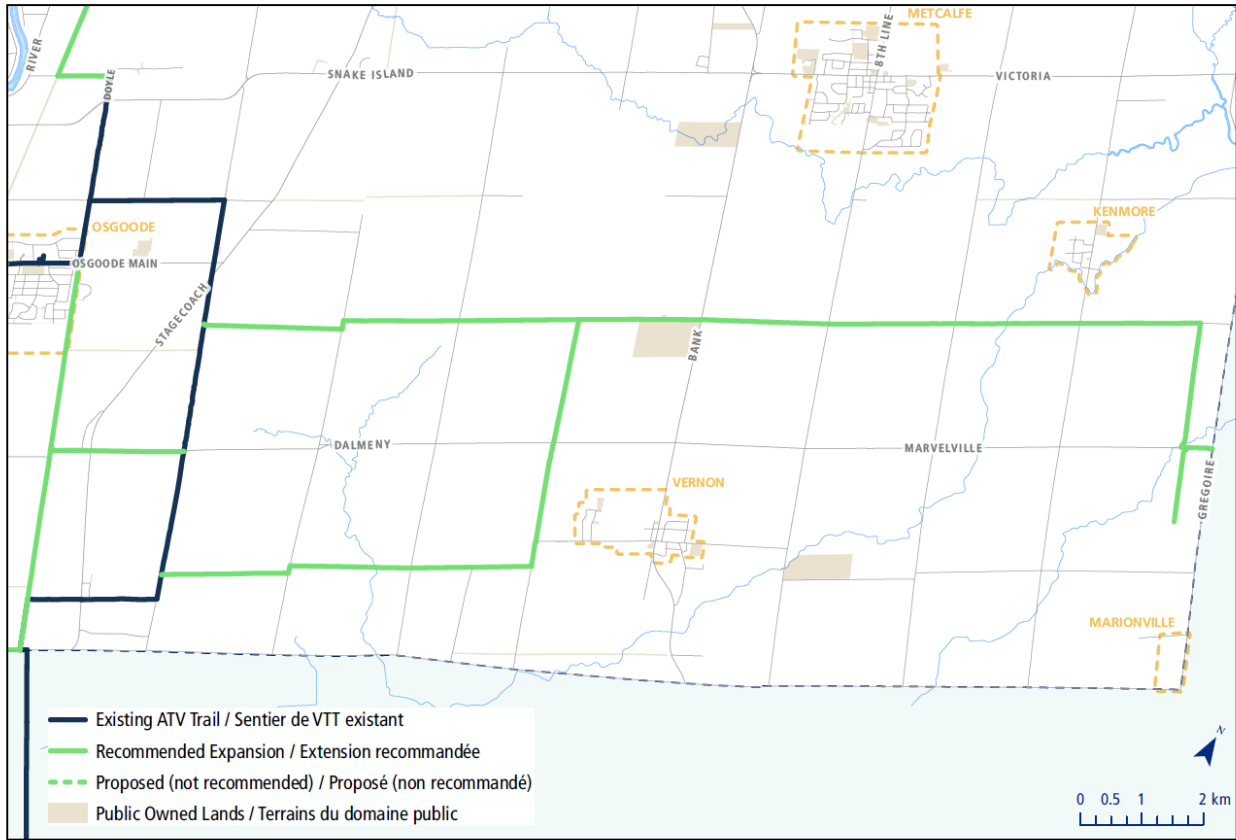 METCALFE
RIVER
DOYLE
8TH LINE
SNAKE ISLAND
VICTORIA
OSGOODE
KENMORE
OSGOODE MAIN
STAGECOACH
BANK
DALMENY
MARVELVILLE
VERNON
GREGOIRE
MARIONVILLE
Existing ATV Trail / Sentier de VTT existant
Recommended Expansion / Extension recommandée
Proposed (not recommended) / Proposé (non recommandé)
Public Owned Lands / Terrains du domaine public
N
0 0.5 1 2 km